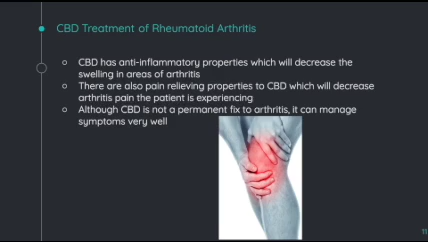 CBD Treatment of Rheumatoid Arthritis
CBD has anti-inflammatory properties which will decrease the
swelling in areas of arthritis
There are also pain relieving properties to CBD which will decrease
arthritis pain the patient is experiencing
Although CBD is not a permanent fix to arthritis, it can manage
symptoms very well
11